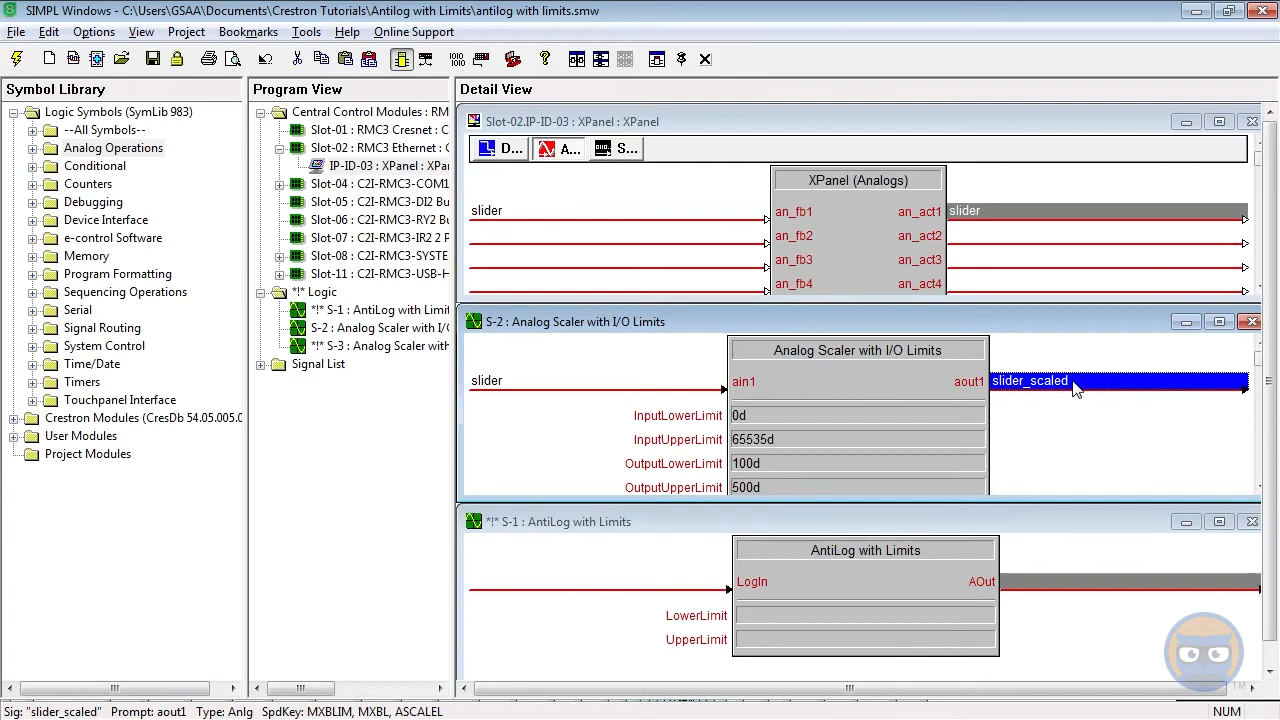 SIMPL Windows - C:\Users\GSAA\Documents\Crestron Tutorials\Antilog with Limits\antilog with limits.smw
File Edit Options View Project Bookmarks Tools Help Online Support
Symbol Library
Logic Symbols (SymLib 983)
--All Symbols--
Analog Operations
Conditional
Counters
Debugging
Device Interface
e-control Software
Memory
Program Formatting
Sequencing Operations
Serial
Signal Routing
System Control
Time/Date
Timers
Touchpanel Interface
Crestron Modules (CresDb 54.05.005.0
User Modules
Project Modules
Program View
Central Control Modules : RM
Slot-01 : RMC3 Cresnet : C
Slot-02 : RMC3 Ethernet : C
IP-ID-03 : XPanel : XPa
Slot-04 : C2I-RMC3-COM1
Slot-05 : C2I-RMC3-DI2 Bu
Slot-06 : C2I-RMC3-RY2 B
Slot-07 : C2I-RMC3-IR2 2 P
Slot-08 : C2I-RMC3-SYSTE
Slot-11 : C2I-RMC3-USB-H
*!* Logic
*!* S-1 : AntiLog with Limit
S-2 : Analog Scaler with I/O
*!* S-3 : Analog Scaler with
Signal List
Detail View
Slot-02.IP-ID-03 : XPanel : XPanel
D... A... S...
XPanel (Analogs)
slider an_fb1 an_act1 slider
an_fb2 an_act2
an_fb3 an_act3
an_fb4 an_act4
S-2 : Analog Scaler with I/O Limits
Analog Scaler with I/O Limits
slider ain1 aout1 slider_scaled
InputLowerLimit 0d
InputUpperLimit 65535d
OutputLowerLimit 100d
OutputUpperLimit 500d
*!* S-1 : AntiLog with Limits
AntiLog with Limits
LogIn AOut
LowerLimit
UpperLimit
TM
Sig: "slider_scaled" Prompt: aout1 Type: Anlg SpdKey: MXBLIM, MXBL, ASCALEL
NUM